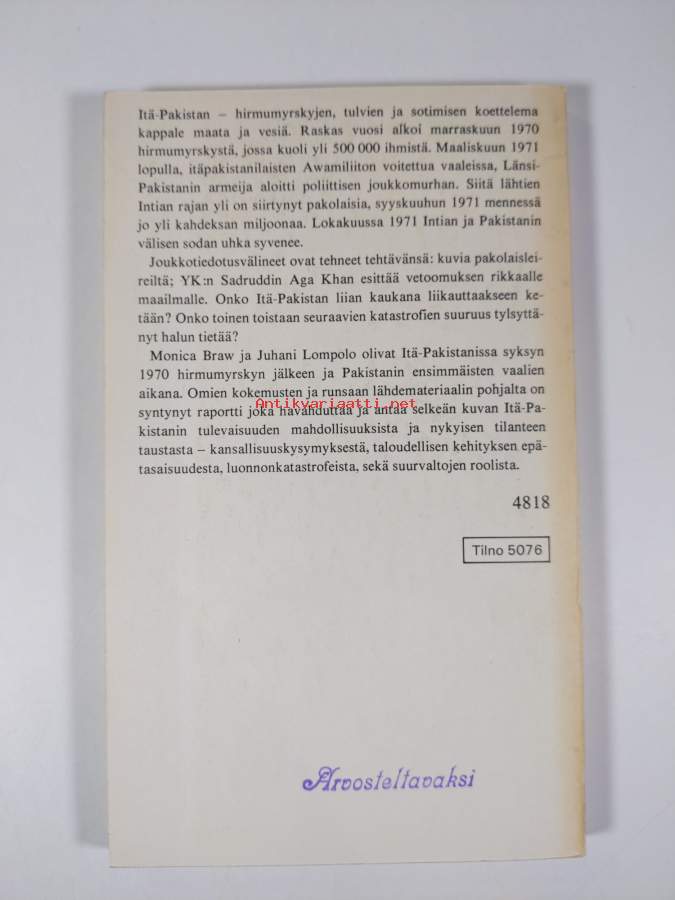 Itä-Pakistan – hirmumyrskyjen, tulvien ja sotimisen koettelema
kappale maata ja vesiä. Raskas vuosi alkoi marraskuun 1970
hirmumyrskystä, jossa kuoli yli 500 000 ihmistä. Maaliskuun 1971
lopulla, itäpakistanilaisten Awamiliiton voitettua vaaleissa, Länsi-
Pakistanin armeija aloitti poliittisen joukkomurhan. Siitä lähtien
Intian rajan yli on siirtynyt pakolaisia, syyskuuhun 1971 mennessä
jo yli kahdeksan miljoonaa. Lokakuussa 1971 Intian ja Pakistanin
välisen sodan uhka syvenee.
Joukkotiedotusvälineet ovat tehneet tehtävänsä: kuvia pakolaislei-
reiltä; YK:n Sadruddin Aga Khan esittää vetoomuksen rikkaalle
maailmalle. Onko Itä-Pakistan liian kaukana liikauttaakseen ke-
tään? Onko toinen toistaan seuraavien katastrofien suuruus tylsyttä-
nyt halun tietää?
Monica Braw ja Juhani Lompolo olivat Itä-Pakistanissa syksyn
1970 hirmumyrskyn jälkeen ja Pakistanin ensimmäisten vaalien
aikana. Omien kokemusten ja runsaan lähdemateriaalin pohjalta on
syntynyt raportti joka havahduttaa ja antaa selkeän kuvan Itä-Pa-
Antikvariaatti.net
kistanin tulevaisuuden mahdollisuuksista ja nykyisen tilanteen
taustasta – kansallisuuskysymyksestä, taloudellisen kehityksen epä-
tasaisuudesta, luonnonkatastrofeista, sekä suurvaltojen roolista.
4818
Tilno 5076
Arvosteltavaksi